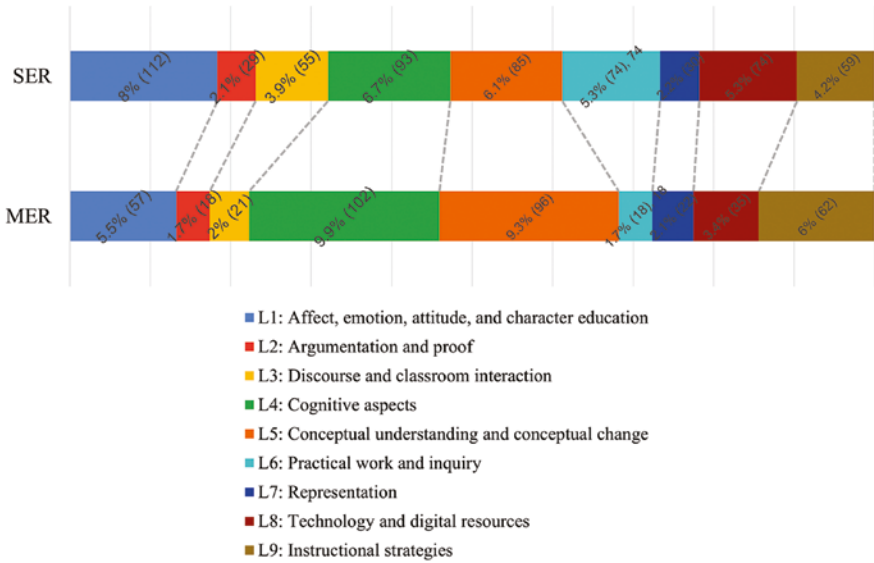 SER
8% (112)
2.1% (29)
3.9% (55)
6.7% (93)
6.1% (85)
5.3% (74), 74
5.3% (74)
4.2% (59)
MER
5.5% (57)
1.7% (18)
2% (21)
9.9% (102)
9.3% (96)
1.7% (18)
3.4% (35)
6% (62)
L1: Affect, emotion, attitude, and character education
L2: Argumentation and proof
L3: Discourse and classroom interaction
L4: Cognitive aspects
L5: Conceptual understanding and conceptual change
L6: Practical work and inquiry
L7: Representation
L8: Technology and digital resources
L9: Instructional strategies